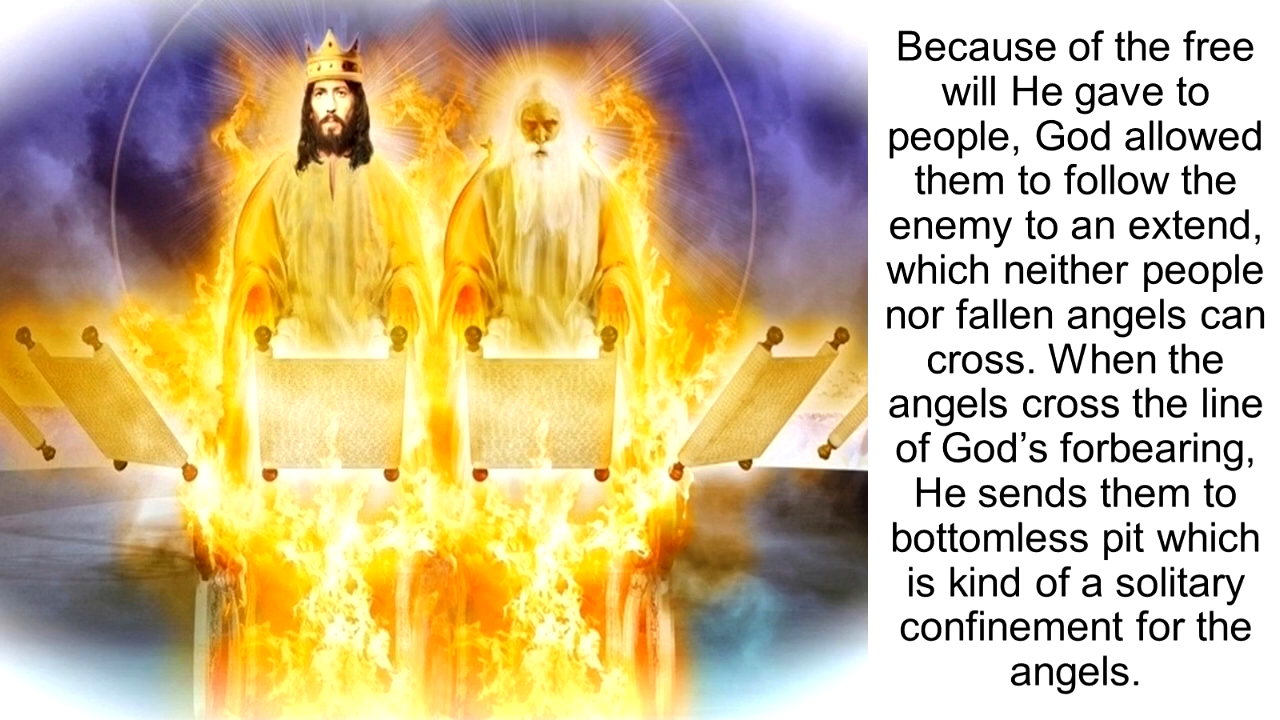 Because of the free
will He gave to
people, God allowed
them to follow the
enemy to an extend,
which neither people
nor fallen angels can
cross. When the
angels cross the line
of God’s forbearing,
He sends them to
bottomless pit which
is kind of a solitary
confinement for the
angels.